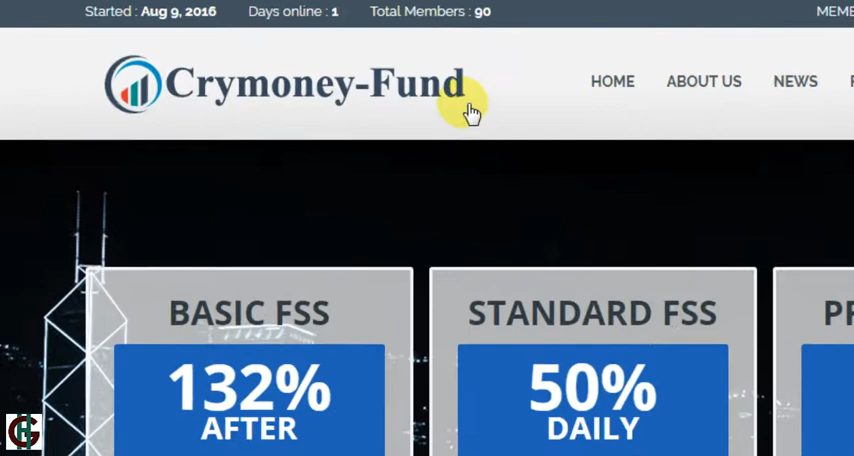 Started : Aug 9, 2016 Days online : 1 Total Members : 90
Crymoney-Fund HOME ABOUT US NEWS
BASIC FSS STANDARD FSS
132% 50%
AFTER DAILY